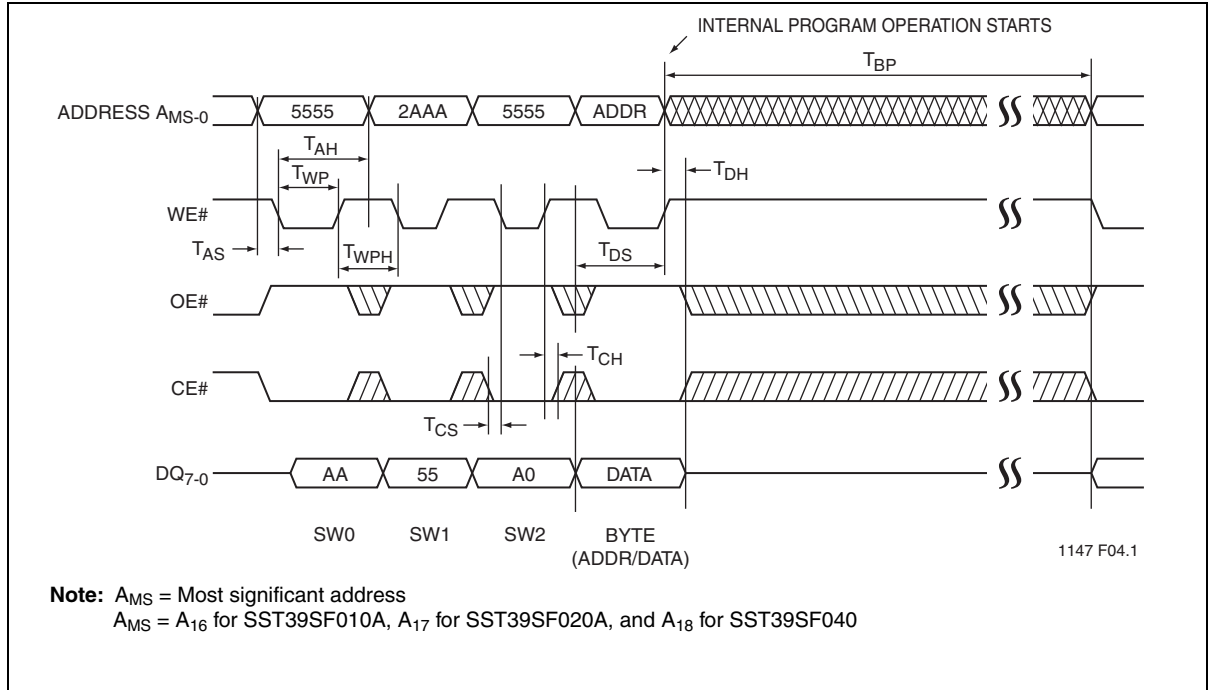 INTERNAL PROGRAM OPERATION STARTS
TBP
ADDRESS AMS-0
5555
2AAA
5555
ADDR
TAH
TDH
TWP
WE#
TAS
TWPH
TDS
OE#
TCH
CE#
TCS
DQ7-0
AA
55
A0
DATA
SW0
SW1
SW2
BYTE
(ADDR/DATA)
1147 F04.1
Note: AMS = Most significant address
AMS = A16 for SST39SF010A, A17 for SST39SF020A, and A18 for SST39SF040